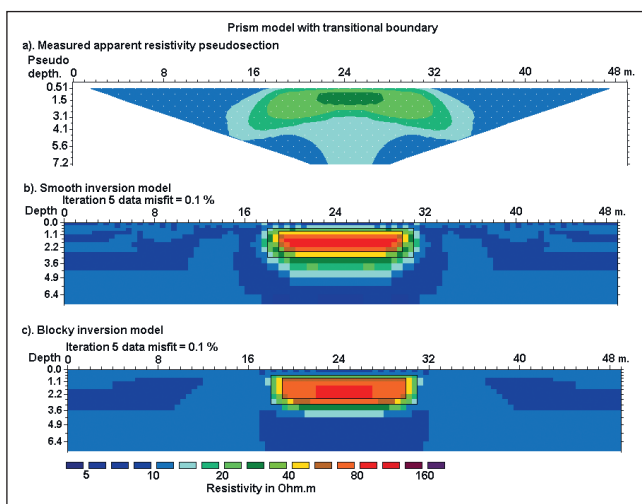 Prism model with transitional boundary
a). Measured apparent resistivity pseudosection
Pseudo depth.
0 8 16 24 32 40 48 m.
0.51
1.5
3.1
4.1
5.6
7.2
b). Smooth inversion model
Iteration 5 data misfit = 0.1 %
Depth 0 8 16 24 32 40 48 m.
0.0
1.1
2.2
3.6
4.9
6.4
c). Blocky inversion model
Iteration 5 data misfit = 0.1 %
Depth 0 8 16 24 32 40 48 m.
0.0
1.1
2.2
3.6
4.9
6.4
5 10 20 40 80 160
Resistivity in Ohm.m